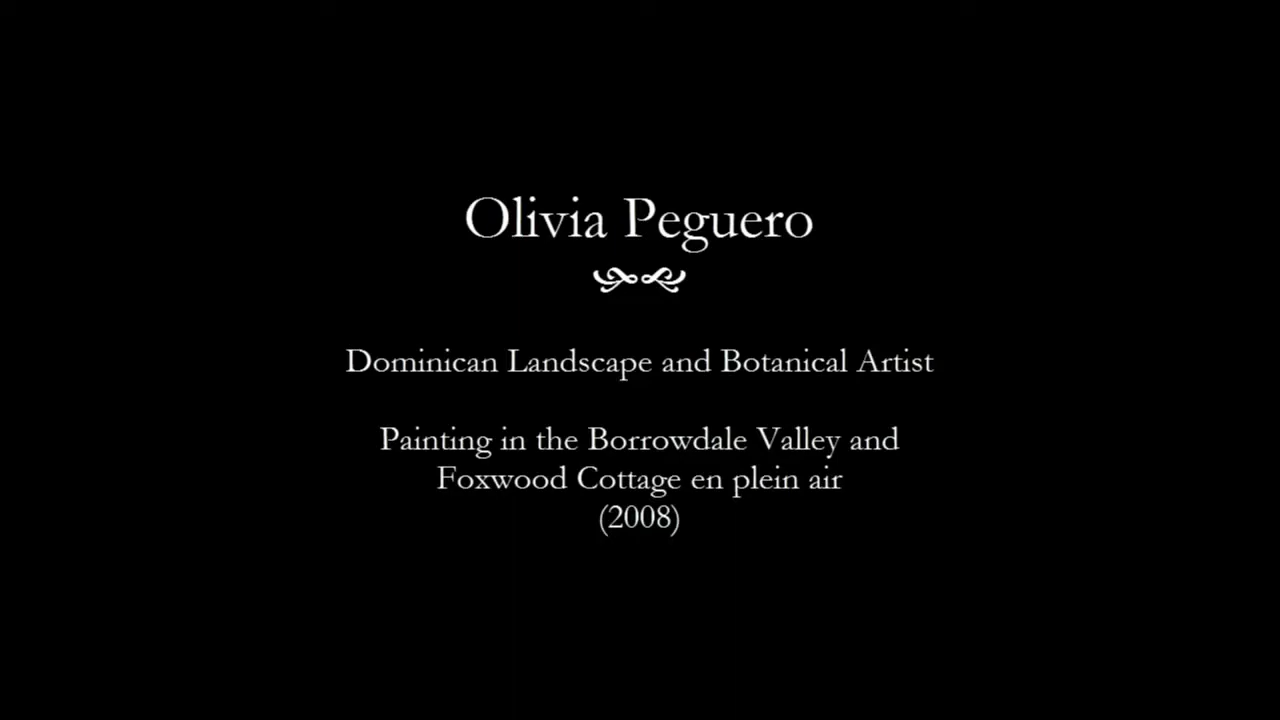 Olivia Peguero
Dominican Landscape and Botanical Artist
Painting in the Borrowdale Valley and
Foxwood Cottage en plein air
(2008)